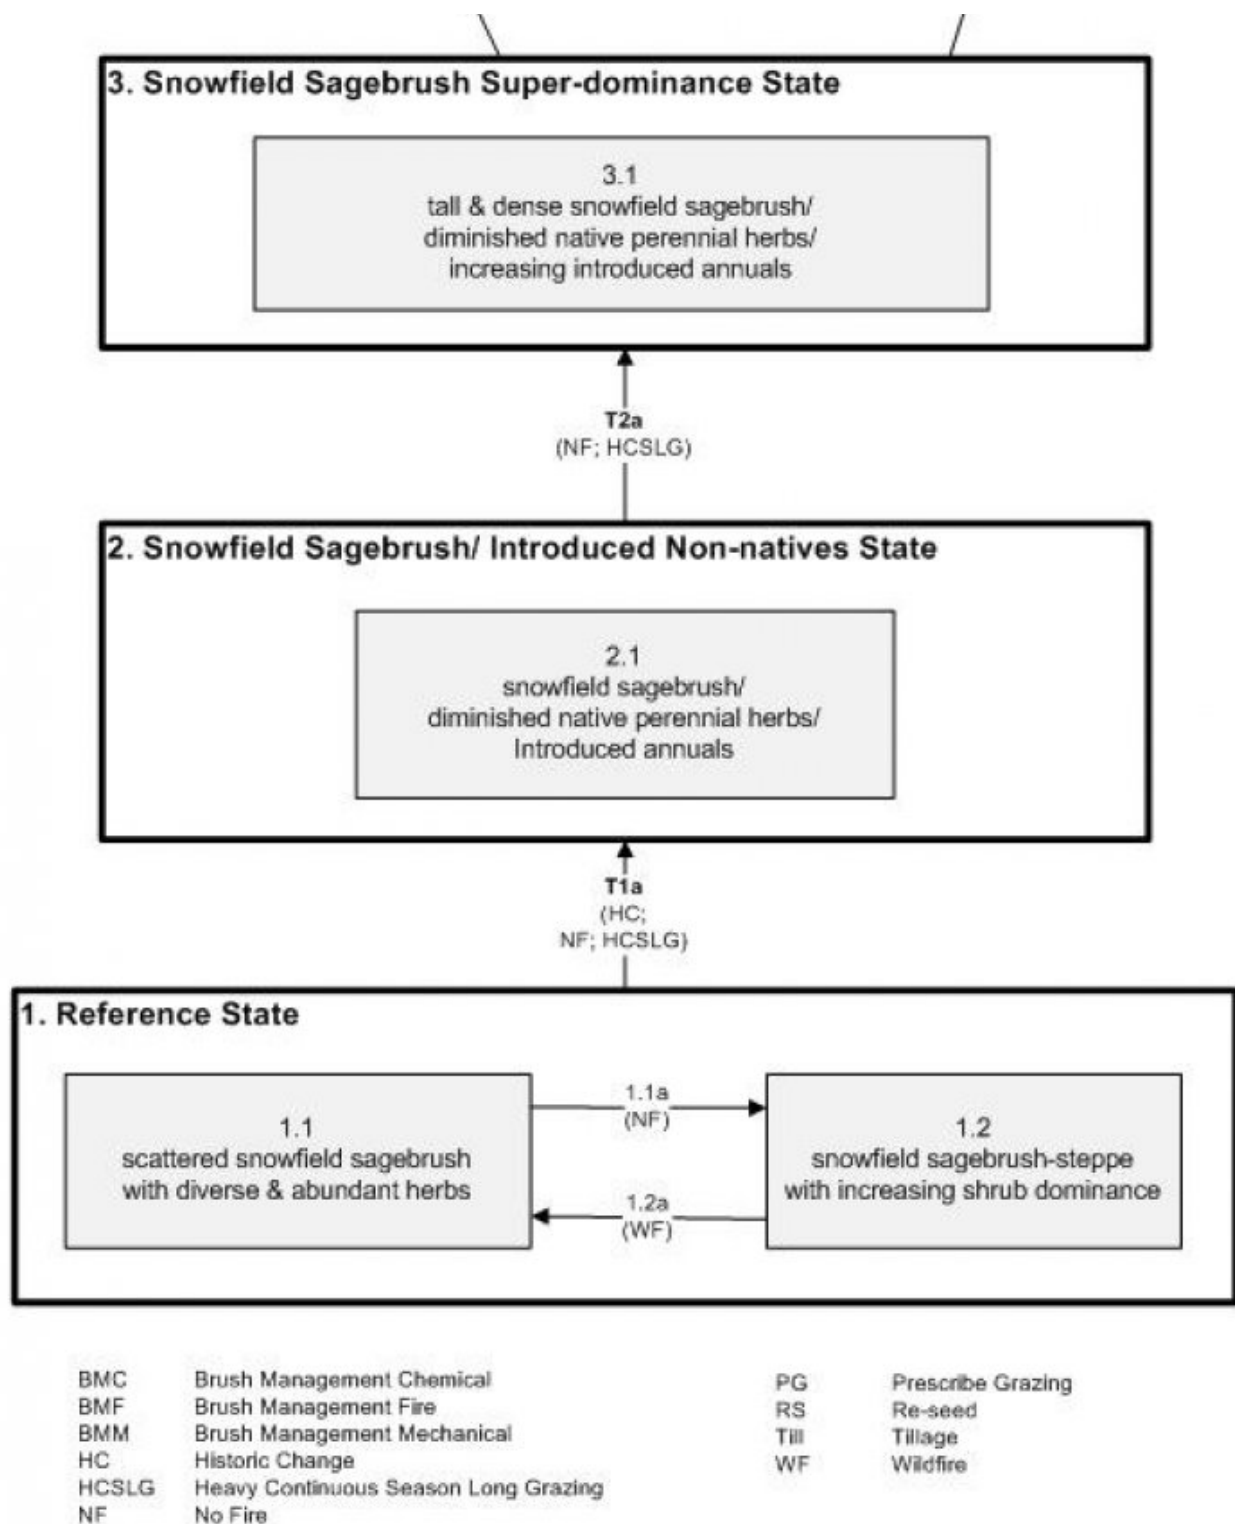 3. Snowfield Sagebrush Super-dominance State
3.1
tall & dense snowfield sagebrush/
diminished native perennial herbs/
increasing introduced annuals
T2a
(NF; HCSLG)
2. Snowfield Sagebrush/ Introduced Non-natives State
2.1
snowfield sagebrush/
diminished native perennial herbs/
Introduced annuals
T1a
(HC;
NF; HCSLG)
1. Reference State
1.1
scattered snowfield sagebrush
with diverse & abundant herbs
1.1a
(NF)
1.2a
(WF)
1.2
snowfield sagebrush-steppe
with increasing shrub dominance
BMC Brush Management Chemical
BMF Brush Management Fire
BMM Brush Management Mechanical
HC Historic Change
HCSLG Heavy Continuous Season Long Grazing
NF No Fire
PG Prescribe Grazing
RS Re-seed
Till Tillage
WF Wildfire